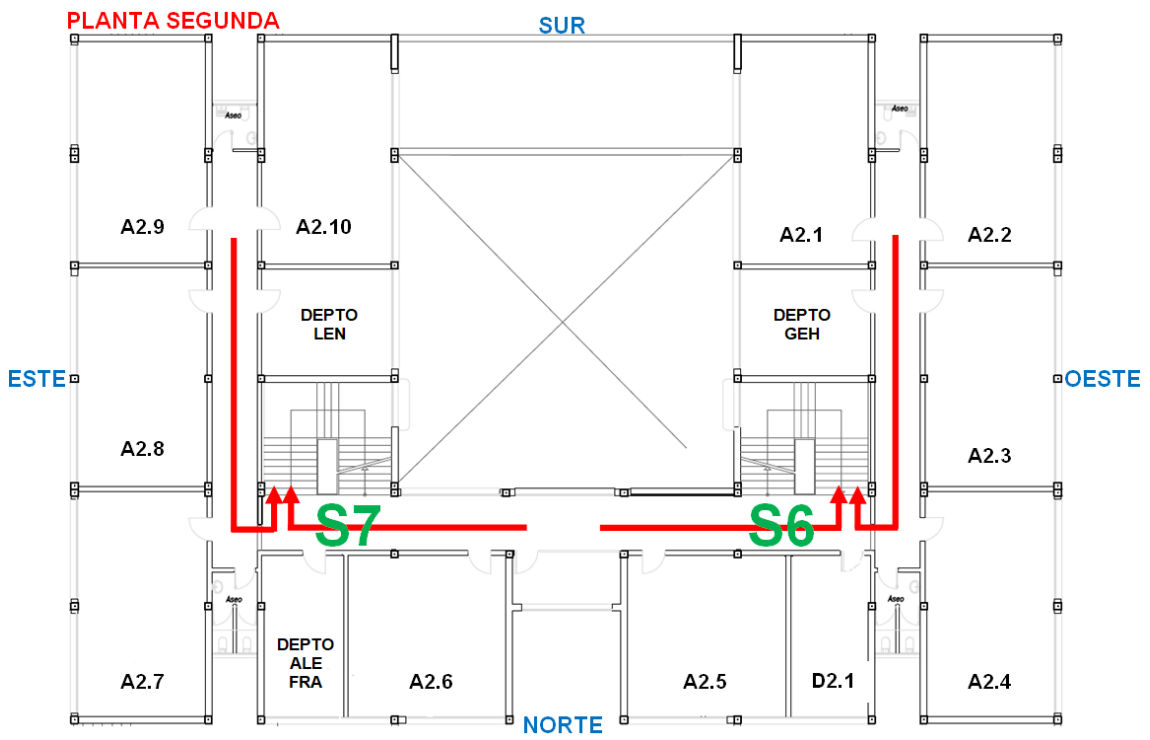 PLANTA SEGUNDA
SUR
Aseo
Aseo
A2.9
A2.10
A2.1
A2.2
DEPTO
LEN
DEPTO
GEH
ESTE
OESTE
A2.8
A2.3
S7
S6
Aseo
Aseo
DEPTO
ALE
FRA
A2.7
A2.6
A2.5
D2.1
A2.4
NORTE